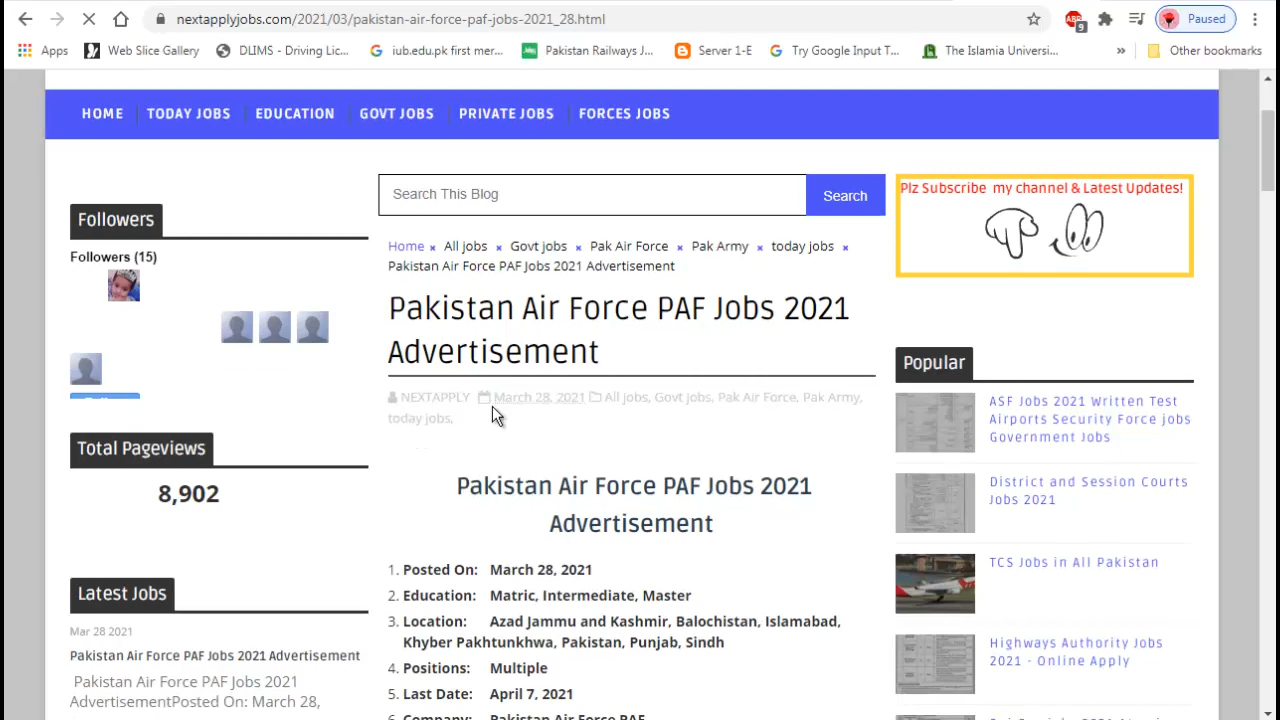 nextapplyjobs.com/2021/03/pakistan-air-force-paf-jobs-2021_28.html
9
Paused
Apps
Web Slice Gallery
DLIMS - Driving Lic...
iub.edu.pk first mer...
Pakistan Railways J...
Server 1-E
Try Google Input T...
The Islamia Universi...
»
Other bookmarks
HOME
TODAY JOBS
EDUCATION
GOVT JOBS
PRIVATE JOBS
FORCES JOBS
Followers
Followers (15)
Total Pageviews
8,902
Latest Jobs
Mar 28 2021
Pakistan Air Force PAF Jobs 2021 Advertisement
Pakistan Air Force PAF Jobs 2021
AdvertisementPosted On: March 28,
Search This Blog
Search
Home × All jobs × Govt jobs × Pak Air Force × Pak Army × today jobs ×
Pakistan Air Force PAF Jobs 2021 Advertisement
Pakistan Air Force PAF Jobs 2021
Advertisement
NEXTAPPLY March 28, 2021 All jobs, Govt jobs, Pak Air Force, Pak Army,
today jobs,
Pakistan Air Force PAF Jobs 2021
Advertisement
1. Posted On: March 28, 2021
2. Education: Matric, Intermediate, Master
3. Location: Azad Jammu and Kashmir, Balochistan, Islamabad,
Khyber Pakhtunkhwa, Pakistan, Punjab, Sindh
4. Positions: Multiple
5. Last Date: April 7, 2021
6. Company: Pakistan Air Force PAF
Plz Subscribe my channel & Latest Updates!
Popular
ASF Jobs 2021 Written Test
Airports Security Force jobs
Government Jobs
District and Session Courts
Jobs 2021
TCS Jobs in All Pakistan
Highways Authority Jobs
2021 - Online Apply